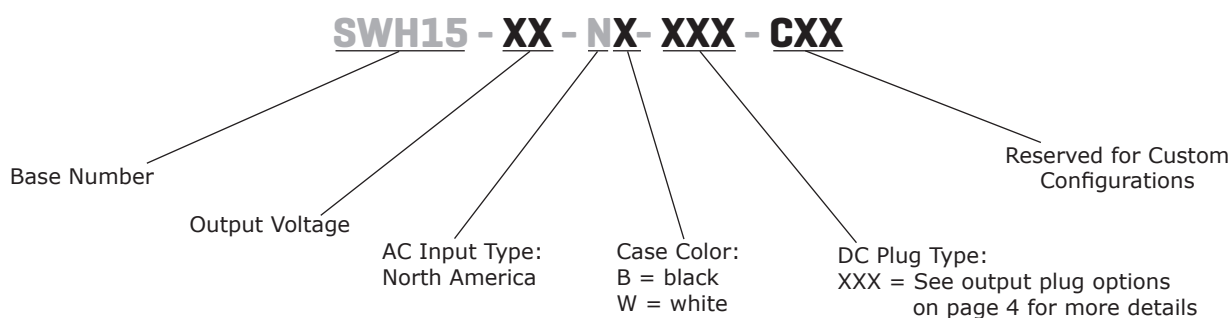 SWH15 - XX - NX- XXX - CXX
Base Number
Output Voltage
AC Input Type:
North America
Case Color:
B = black
W = white
DC Plug Type:
XXX = See output plug options
on page 4 for more details
Reserved for Custom
Configurations